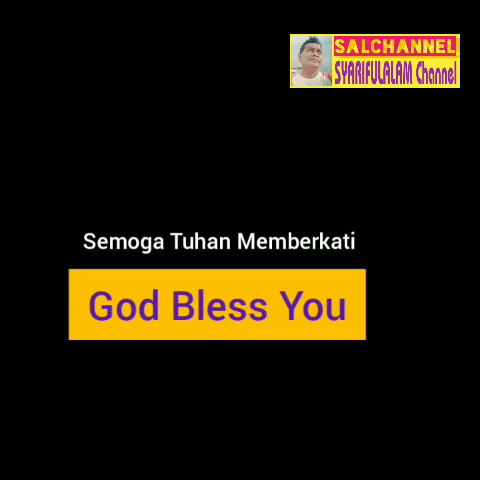 SALCHANNEL
SYARIFULALAM Channel
Semoga Tuhan Memberkati
God Bless You